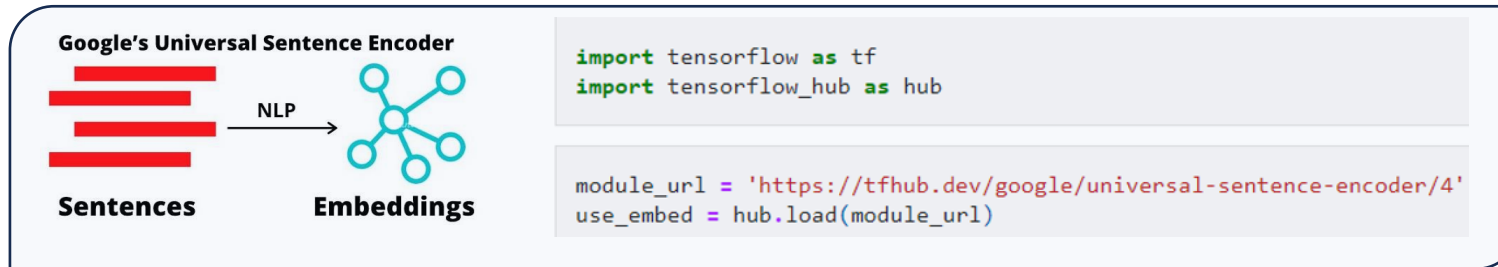 Google's Universal Sentence Encoder
NLP
Sentences
Embeddings
import tensorflow as tf
import tensorflow_hub as hub
module_url = 'https://tfhub.dev/google/universal-sentence-encoder/4'
use_embed = hub.load(module_url)